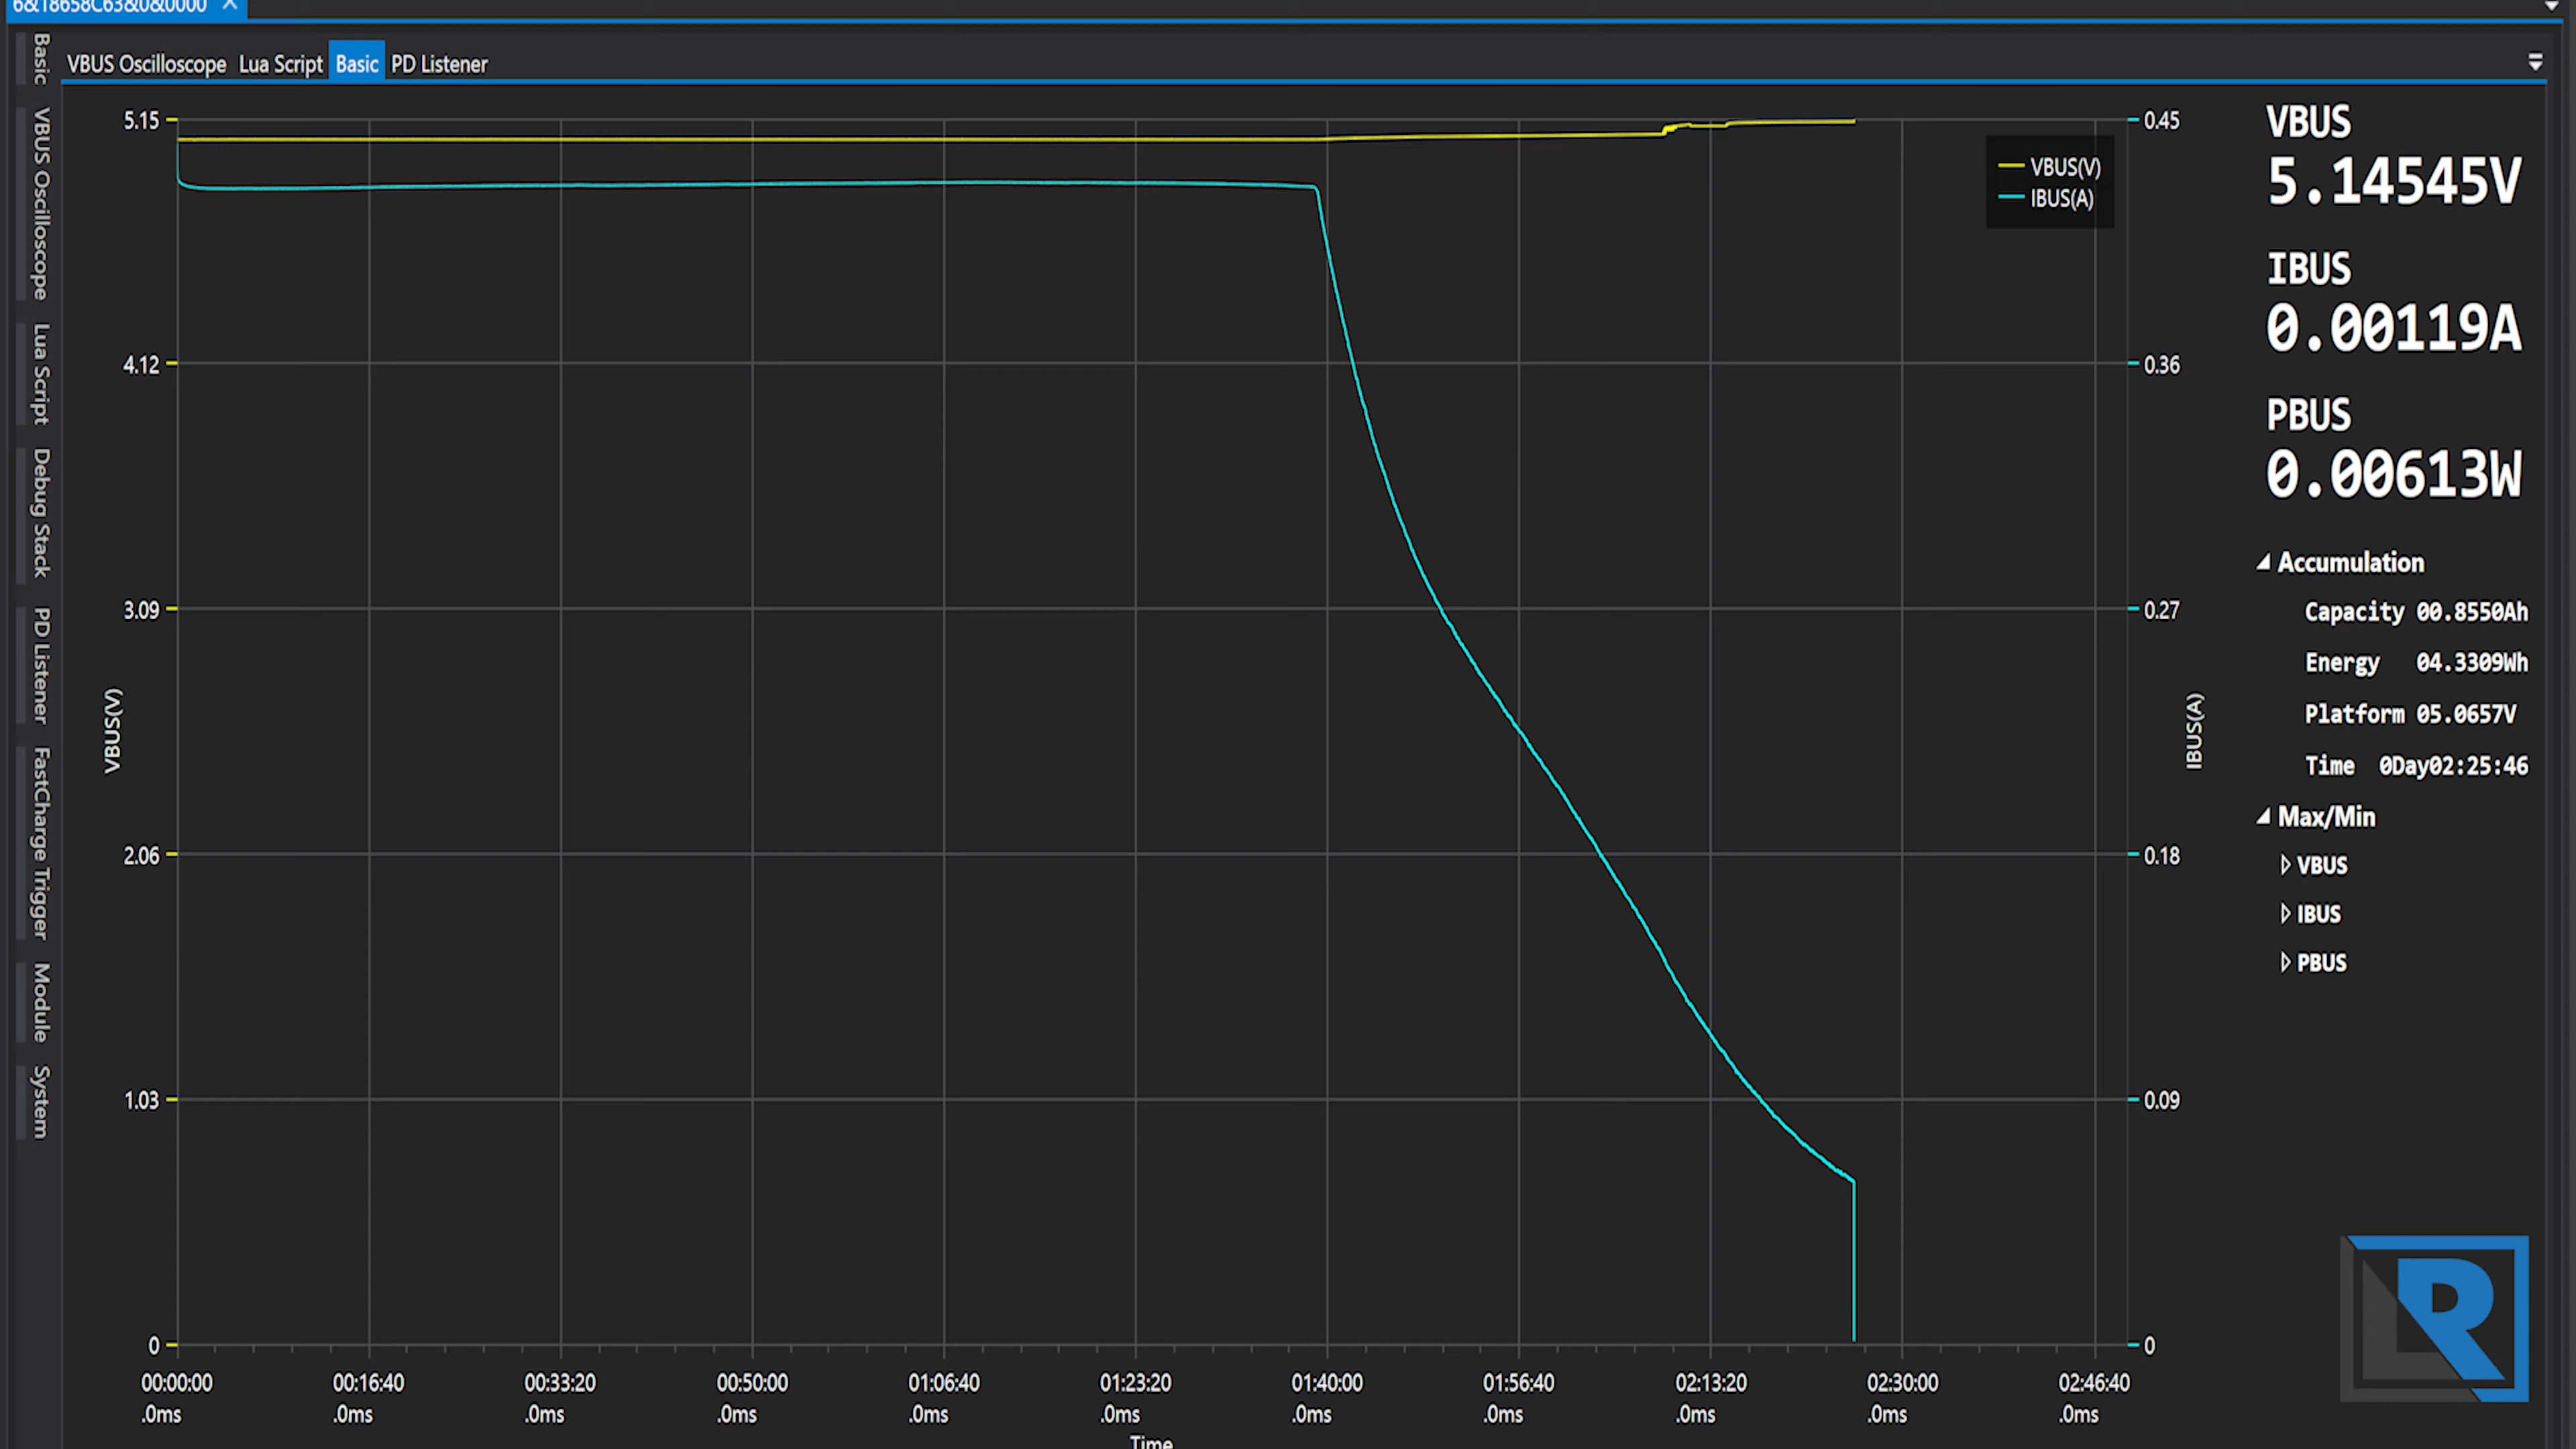 6&18658C63&0&0000
VBUS Oscilloscope Lua Script Basic PD Listener
Basic
VBUS Oscilloscope
Lua Script
Debug Stack
PD Listener
FastCharge Trigger
Module
System
5.15
4.12
3.09
2.06
1.03
0
VBUS(V)
VBUS(V)
IBUS(A)
0.45
0.36
0.27
0.18
0.09
0
IBUS(A)
00:00:00 00:16:40 00:33:20 00:50:00 01:06:40 01:23:20 01:40:00 01:56:40 02:13:20 02:30:00 02:46:40
.0ms .0ms .0ms .0ms .0ms .0ms .0ms .0ms .0ms .0ms .0ms
Time
VBUS
5.14545V
IBUS
0.00119A
PBUS
0.00613W
Accumulation
Capacity 00.8550Ah
Energy 04.3309Wh
Platform 05.0657V
Time 0Day02:25:46
Max/Min
VBUS
IBUS
PBUS
R